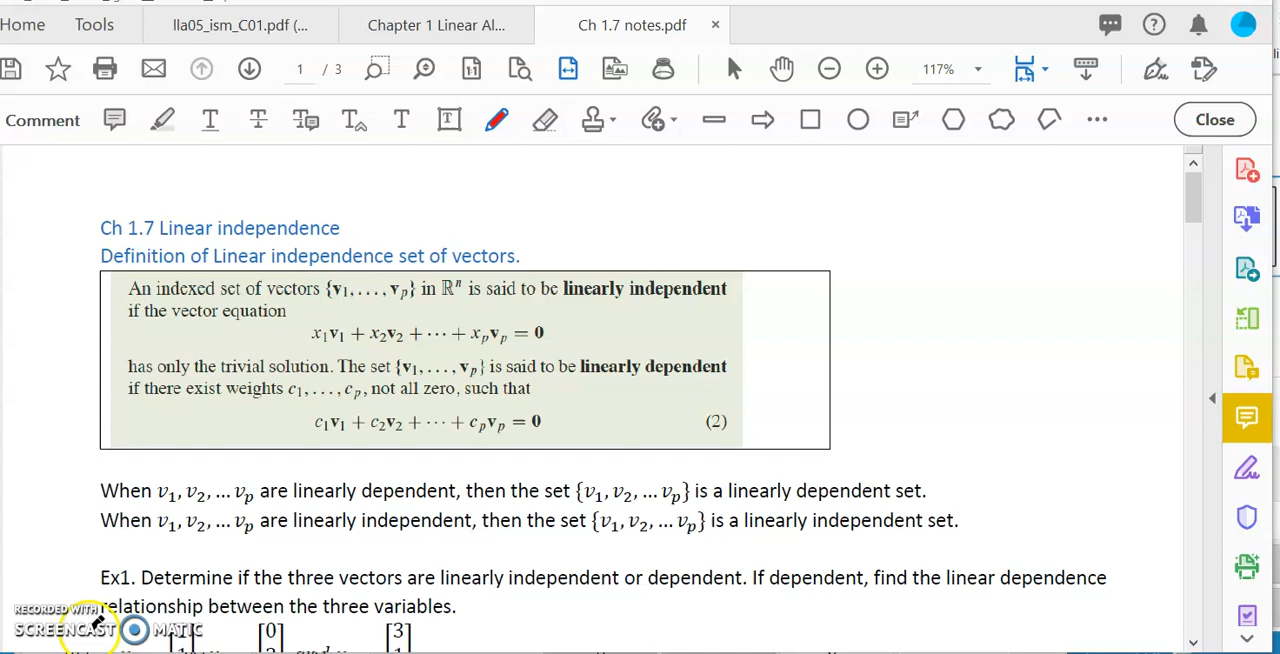 Home Tools lla05_ism_C01.pdf (... Chapter 1 Linear Al... Ch 1.7 notes.pdf ×
1 / 3 117%
Comment Close
Ch 1.7 Linear independence
Definition of Linear independence set of vectors.
An indexed set of vectors {v₁, . . . , vₚ} in ℝⁿ is said to be linearly independent
if the vector equation
x₁v₁ + x₂v₂ + ··· + xₚvₚ = 0
has only the trivial solution. The set {v₁, . . . , vₚ} is said to be linearly dependent
if there exist weights c₁, . . . , cₚ, not all zero, such that
c₁v₁ + c₂v₂ + ··· + cₚvₚ = 0 (2)
When v₁, v₂, ... vₚ are linearly dependent, then the set {v₁, v₂, ... vₚ} is a linearly dependent set.
When v₁, v₂, ... vₚ are linearly independent, then the set {v₁, v₂, ... vₚ} is a linearly independent set.
Ex1. Determine if the three vectors are linearly independent or dependent. If dependent, find the linear dependence
relationship between the three variables.
RECORDED WITH
SCREENCAST MATIC
[0 [3